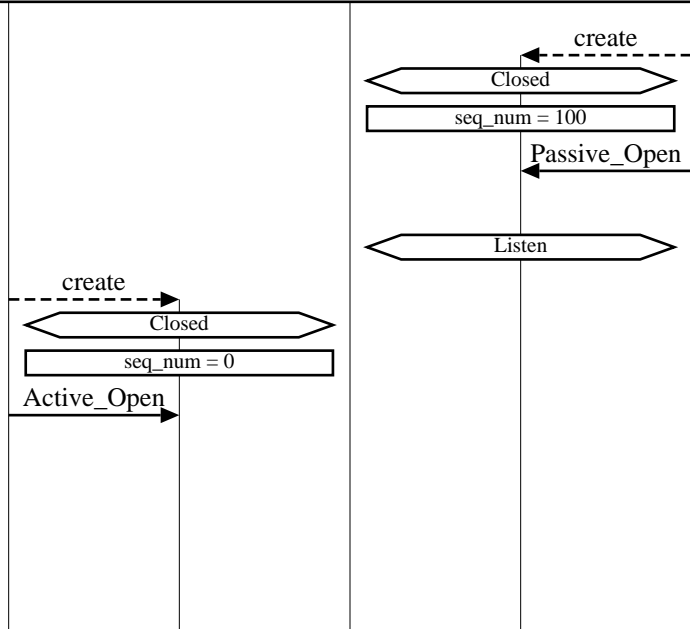 create
Closed
seq_num = 100
Passive_Open
Listen
create
Closed
seq_num = 0
Active_Open